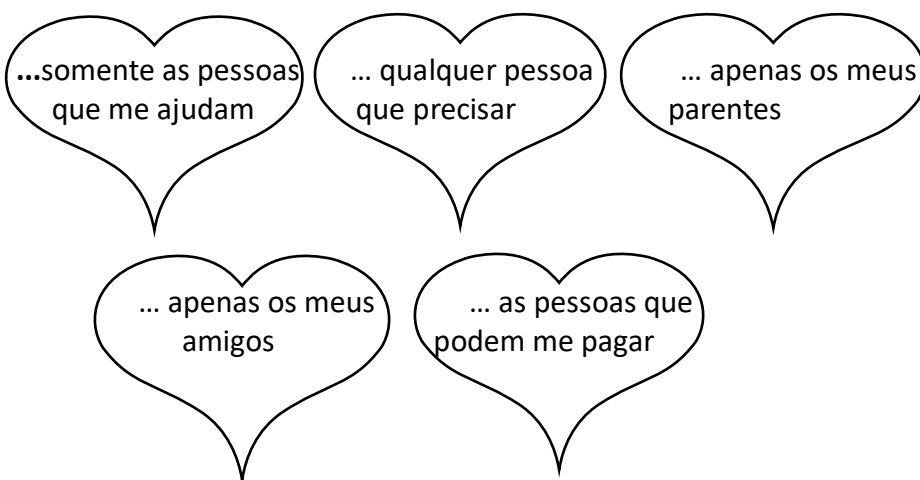 ...somente as pessoas
que me ajudam
... qualquer pessoa
que precisar
... apenas os meus
parentes
... apenas os meus
amigos
... as pessoas que
podem me pagar